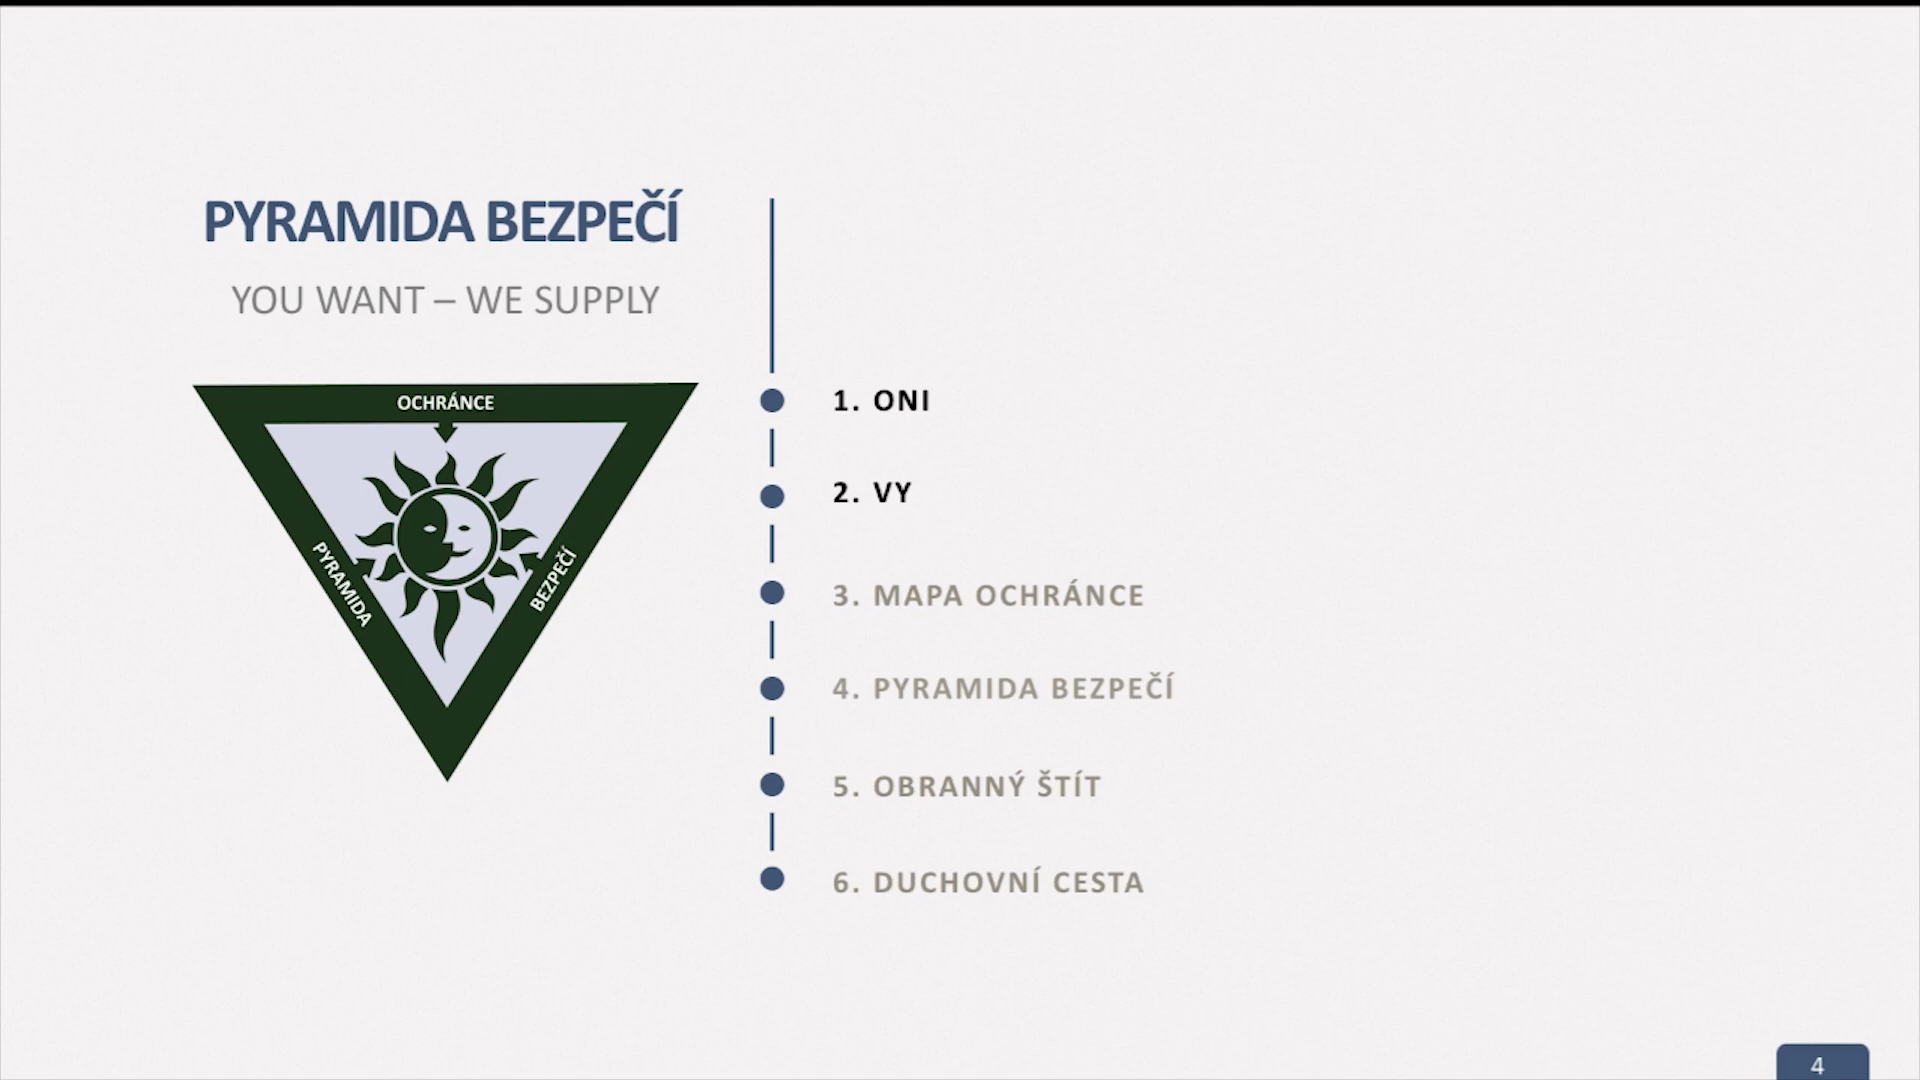 PYRAMIDA BEZPEČÍ
YOU WANT – WE SUPPLY
OCHRÁNCE
PYRAMIDA
BEZPEČÍ
1. ONI
2. VY
3. MAPA OCHRÁNCE
4. PYRAMIDA BEZPEČÍ
5. OBRANNÝ ŠTÍT
6. DUCHOVNÍ CESTA
4